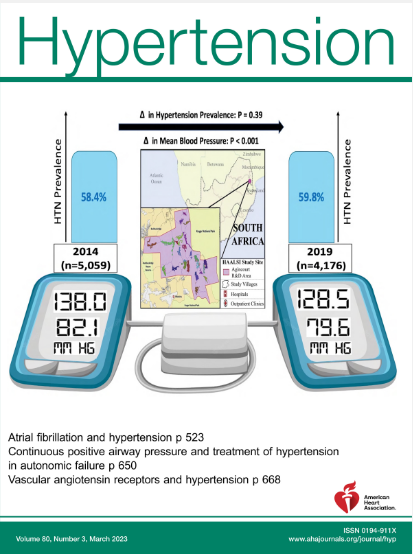 Hypertension
Δ in Hypertension Prevalence: P = 0.39
Δ in Mean Blood Pressure: P < 0.001
HTN Prevalence
58.4%
2014
(n=5,059)
138.0
82.1
MM HG
Atlantic
Ocean
Namibia
Botswana
Zimbabwe
SOUTH
AFRICA
HAALSI Study Site
Agincourt
R&D Area
Study Villages
Hospitals
Outpatient Clinics
HTN Prevalence
59.8%
2019
(n=4,176)
128.5
79.6
MM HG
Atrial fibrillation and hypertension p 523
Continuous positive airway pressure and treatment of hypertension
in autonomic failure p 650
Vascular angiotensin receptors and hypertension p 668
American
Heart
Association.
Volume 80, Number 3, March 2023
ISSN 0194-911X
www.ahajournals.org/journal/hyp